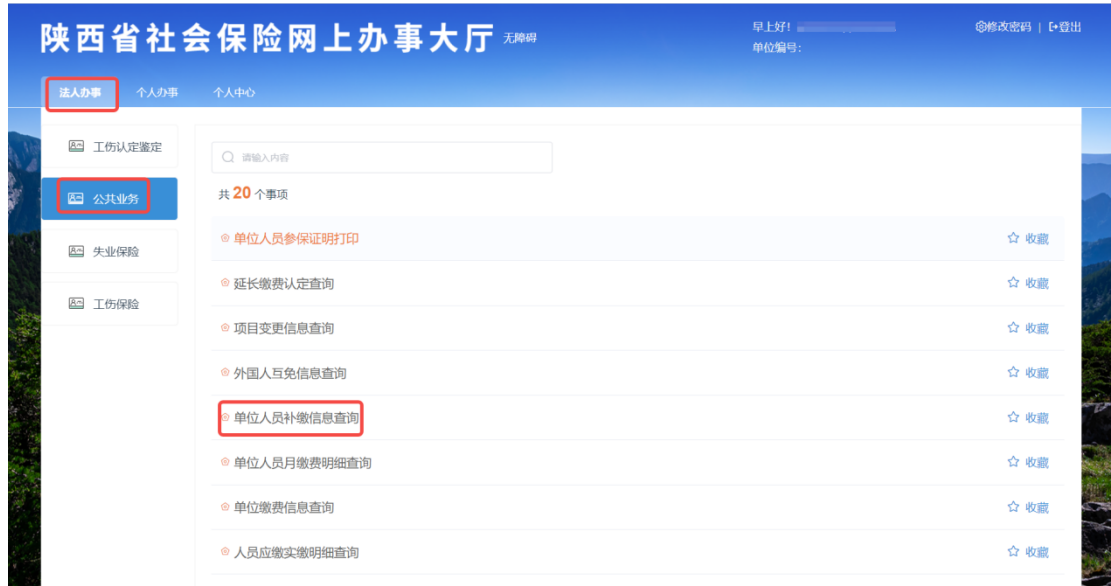 陕西省社会保险网上办事大厅 无障碍
早上好!
修改密码 | 登出
单位编号:
法人办事 个人办事 个人中心
工伤认定鉴定
公共业务
失业保险
工伤保险
请输入内容
共 20 个事项
单位人员参保证明打印 收藏
延长缴费认定查询 收藏
项目变更信息查询 收藏
外国人互免信息查询 收藏
单位人员补缴信息查询 收藏
单位人员月缴费明细查询 收藏
单位缴费信息查询 收藏
人员应缴实缴明细查询 收藏